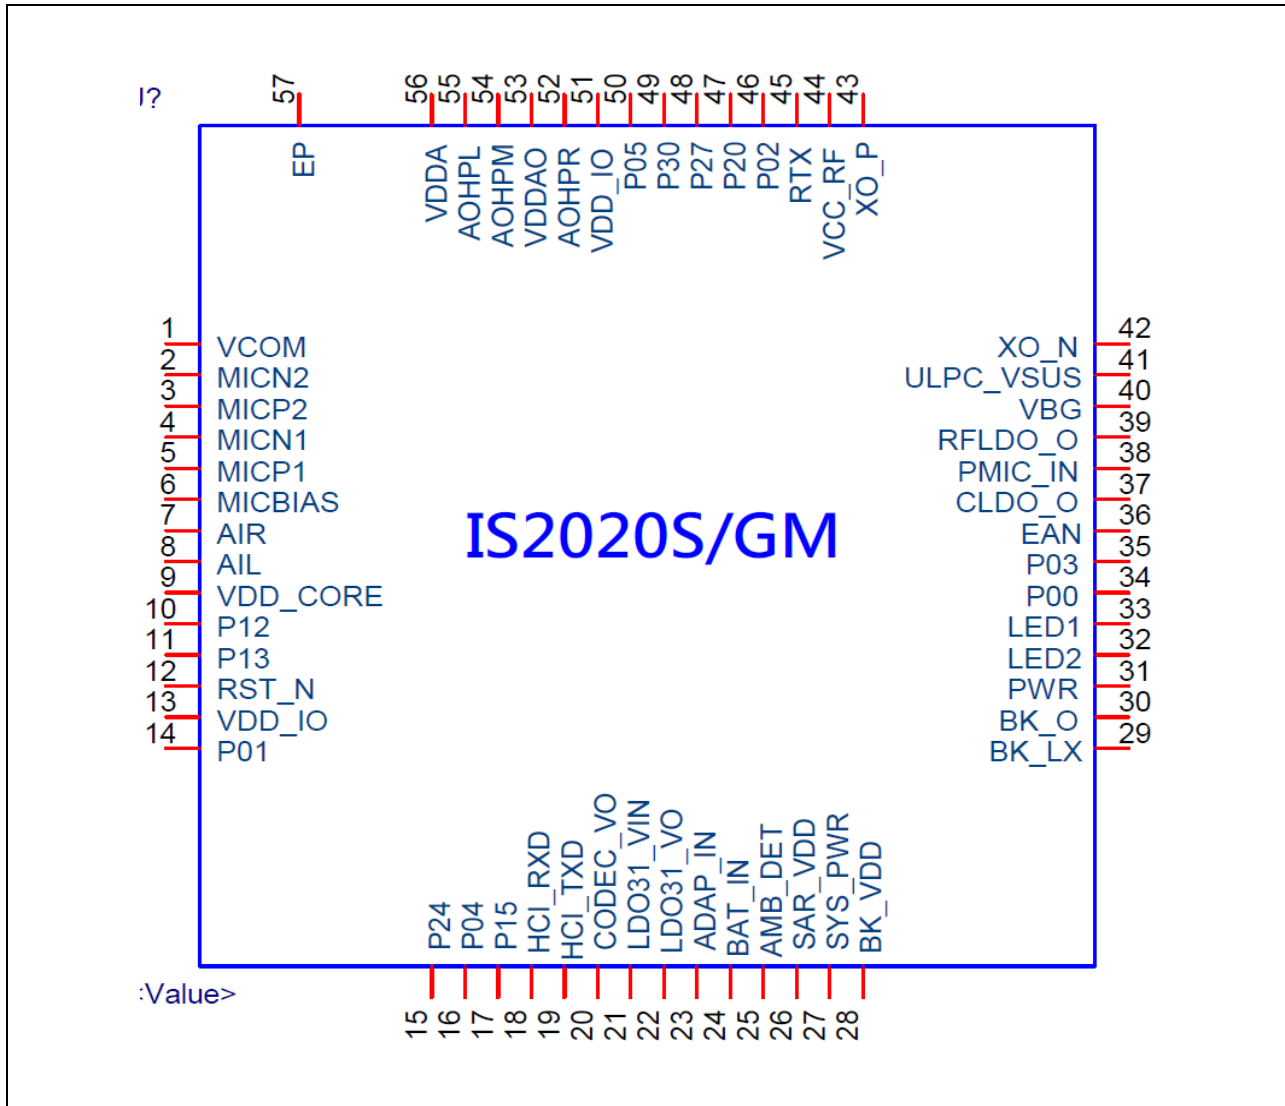 J?
57
56
55
54
53
52
51
50
49
48
47
46
45
44
43
EP
VDDA
AOHPL
AOHPM
VDDAO
AOHPR
VDD_IO
P05
P30
P27
P20
P02
RTX
VCC_RF
XO_P
1 VCOM
2 MICN2
3 MICP2
4 MICN1
5 MICP1
6 MICBIAS
7 AIR
8 AIL
9 VDD_CORE
10 P12
11 P13
12 RST_N
13 VDD_IO
14 P01
IS2020S/GM
XO_N 42
ULPC_VSUS 41
VBG 40
RFLDO_O 39
PMIC_IN 38
CLDO_O 37
EAN 36
P03 35
P00 34
LED1 33
LED2 32
PWR 31
BK_O 30
BK_LX 29
P24
P04
P15
HCI_RXD
HCI_TXD
CODEC_VO
LDO31_VIN
LDO31_VO
ADAP_IN
BAT_IN
AMB_DET
SAR_VDD
SYS_PWR
BK_VDD
<Value>
15
16
17
18
19
20
21
22
23
24
25
26
27
28